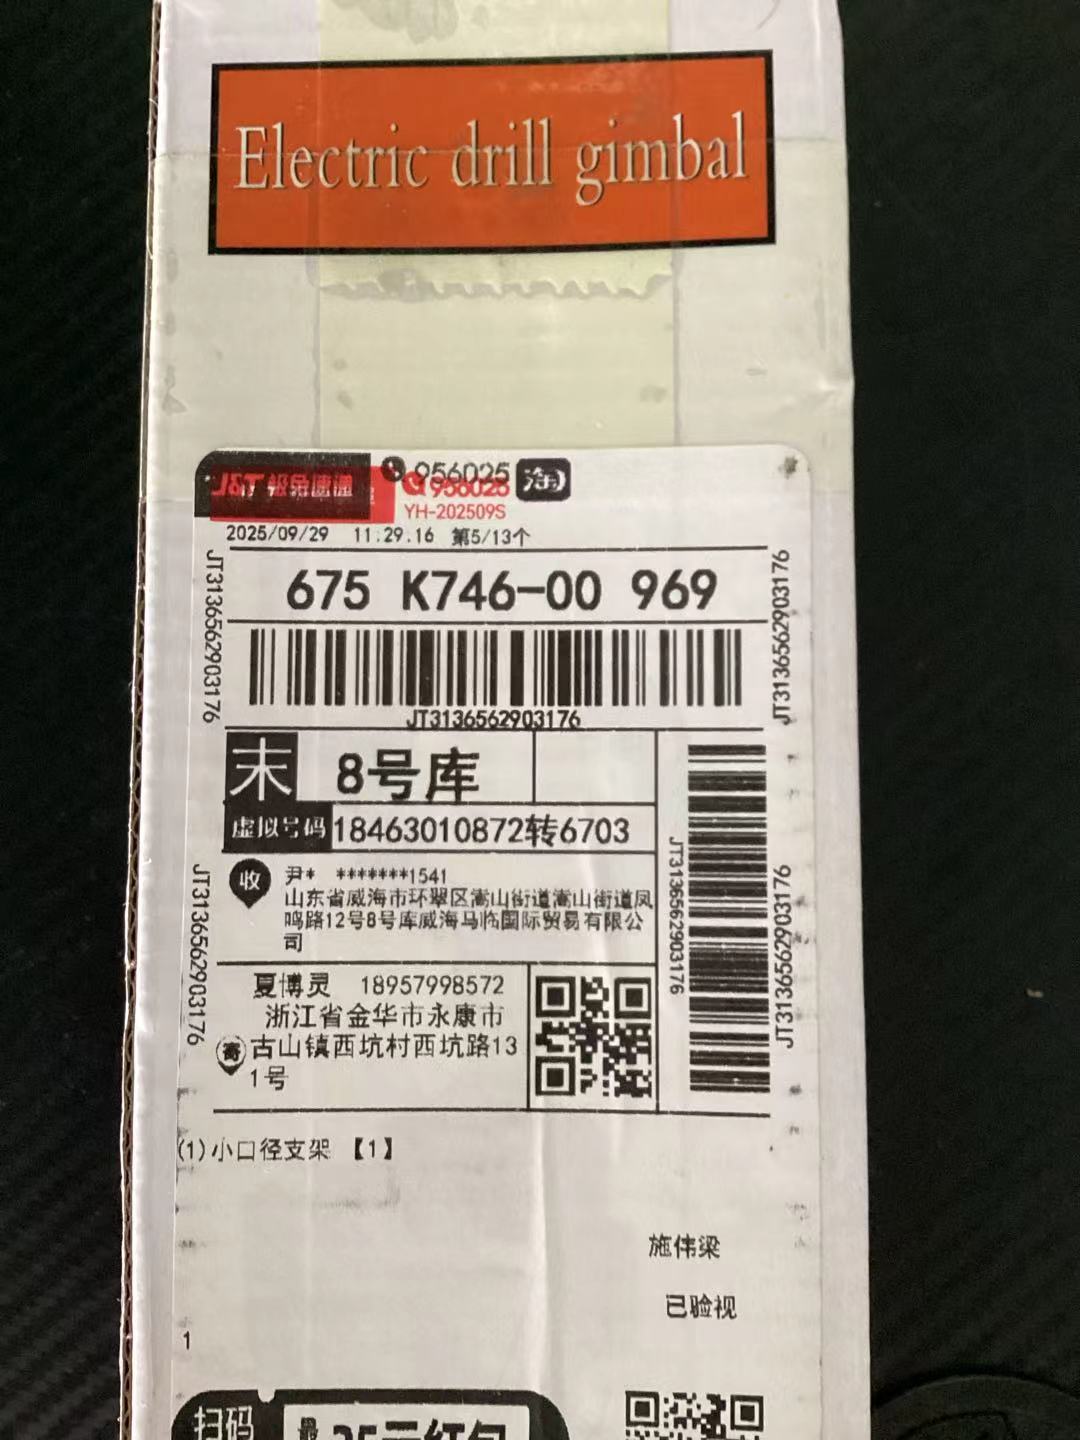 Electric drill gimbal
J&T 极兔速递
956025
956025
淘
YH-202509S
2025/09/29 11:29:16 第5/13个
675 K746-00 969
JT3136562903176
JT3136562903176
JT3136562903176
末 8号库
虚拟号码 18463010872转6703
收 尹* *******1541
山东省威海市环翠区嵩山街道嵩山街道凤
鸣路12号8号库威海马临国际贸易有限公
司
JT3136562903176
JT3136562903176
JT3136562903176
夏博灵 18957998572
浙江省金华市永康市
寄 古山镇西坑村西坑路13
1号
(1)小口径支架 【1】
施伟梁
已验视
1
扫码